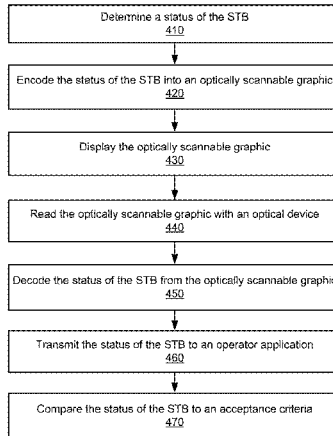 Determine a status of the STB
410
Encode the status of the STB into an optically scannable graphic
420
Display the optically scannable graphic
430
Read the optically scannable graphic with an optical device
440
Decode the status of the STB from the optically scannable graphic
450
Transmit the status of the STB to an operator application
460
Compare the status of the STB to an acceptance criteria
470